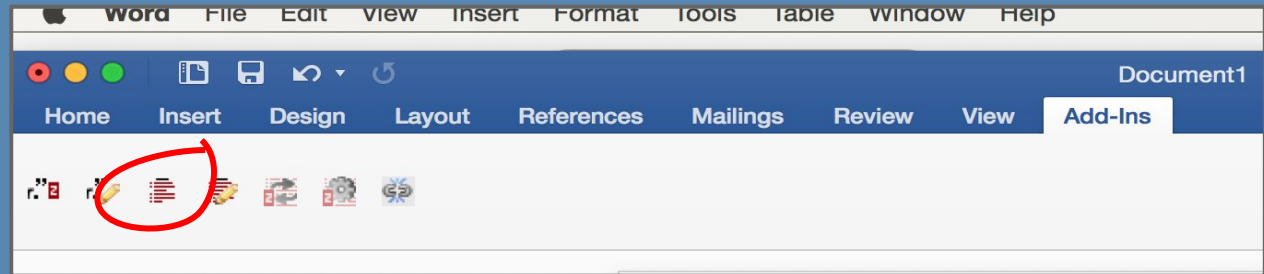 Word File Edit View Insert Format Tools Table Window Help
Document1
Home Insert Design Layout References Mailings Review View Add-Ins
r.”z